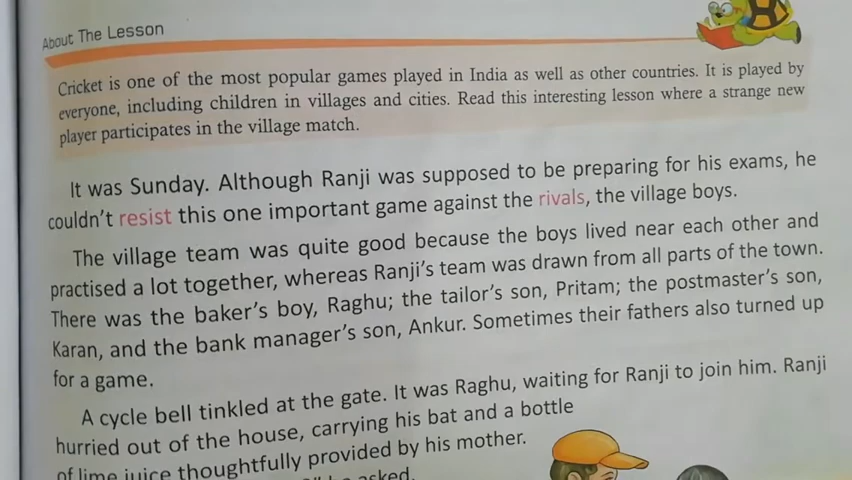 About The Lesson
Cricket is one of the most popular games played in India as well as other countries. It is played by
everyone, including children in villages and cities. Read this interesting lesson where a strange new
player participates in the village match.
It was Sunday. Although Ranji was supposed to be preparing for his exams, he
couldn't resist this one important game against the rivals, the village boys.
The village team was quite good because the boys lived near each other and
practised a lot together, whereas Ranji's team was drawn from all parts of the town.
There was the baker's boy, Raghu; the tailor's son, Pritam; the postmaster's son,
Karan, and the bank manager's son, Ankur. Sometimes their fathers also turned up
for a game.
A cycle bell tinkled at the gate. It was Raghu, waiting for Ranji to join him. Ranji
hurried out of the house, carrying his bat and a bottle
of lime juice thoughtfully provided by his mother.
asked.